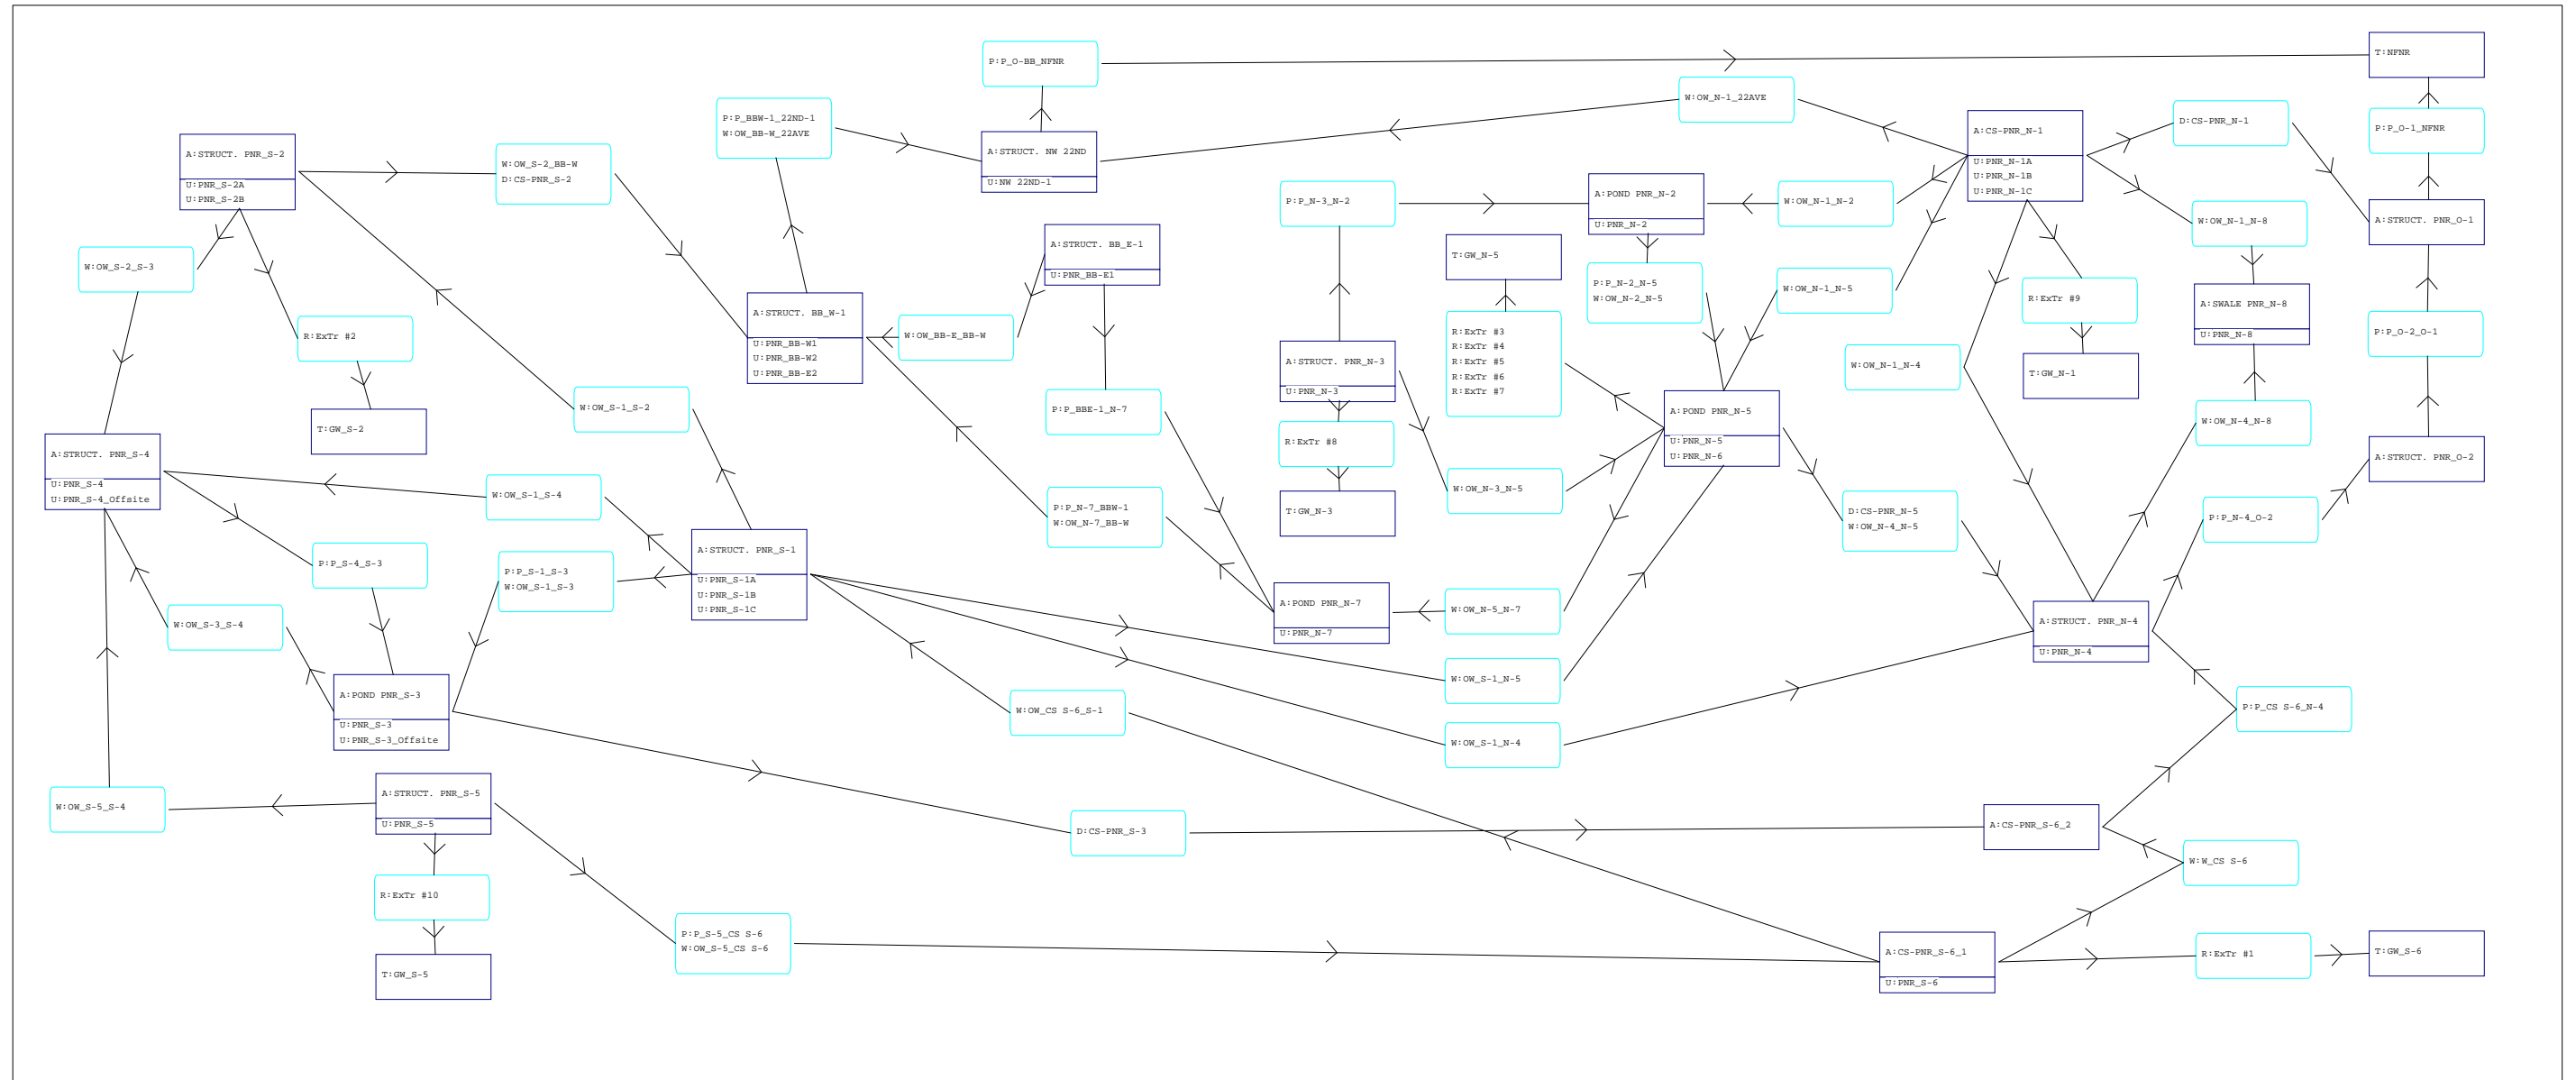 P:P_O-BB_NFNR
T:NFNR
W:OW_N-1_22AVE
P:P_BBW-1_22ND-1
W:OW_BB-W_22AVE
A:STRUCT. NW 22ND
U:NW 22ND-1
A:CS-PNR_N-1
U:PNR_N-1A
U:PNR_N-1B
U:PNR_N-1C
D:CS-PNR_N-1
P:P_O-1_NFNR
A:STRUCT. PNR_S-2
U:PNR_S-2A
U:PNR_S-2B
W:OW_S-2_BB-W
D:CS-PNR_S-2
P:P_N-3_N-2
A:POND PNR_N-2
U:PNR_N-2
W:OW_N-1_N-2
W:OW_N-1_N-8
A:STRUCT. PNR_O-1
W:OW_S-2_S-3
A:STRUCT. BB_E-1
U:PNR_BB-E1
T:GW_N-5
P:P_N-2_N-5
W:OW_N-2_N-5
W:OW_N-1_N-5
R:ExTr #9
A:SWALE PNR_N-8
U:PNR_N-8
A:STRUCT. BB_W-1
U:PNR_BB-W1
U:PNR_BB-W2
U:PNR_BB-E2
R:ExTr #2
W:OW_BB-E_BB-W
R:ExTr #3
R:ExTr #4
R:ExTr #5
R:ExTr #6
R:ExTr #7
P:P_O-2_O-1
A:STRUCT. PNR_N-3
U:PNR_N-3
W:OW_N-1_N-4
T:GW_N-1
W:OW_S-1_S-2
P:P_BBE-1_N-7
A:POND PNR_N-5
U:PNR_N-5
U:PNR_N-6
W:OW_N-4_N-8
T:GW_S-2
R:ExTr #8
A:STRUCT. PNR_S-4
U:PNR_S-4
U:PNR_S-4_Offsite
A:STRUCT. PNR_O-2
W:OW_S-1_S-4
W:OW_N-3_N-5
P:P_N-7_BBW-1
W:OW_N-7_BB-W
T:GW_N-3
D:CS-PNR_N-5
W:OW_N-4_N-5
P:P_N-4_O-2
A:STRUCT. PNR_S-1
U:PNR_S-1A
U:PNR_S-1B
U:PNR_S-1C
P:P_S-4_S-3
P:P_S-1_S-3
W:OW_S-1_S-3
A:POND PNR_N-7
U:PNR_N-7
W:OW_N-5_N-7
A:STRUCT. PNR_N-4
U:PNR_N-4
W:OW_S-3_S-4
W:OW_S-1_N-5
A:POND PNR_S-3
U:PNR_S-3
U:PNR_S-3_Offsite
W:OW_CS S-6_S-1
P:P_CS S-6_N-4
W:OW_S-1_N-4
A:STRUCT. PNR_S-5
U:PNR_S-5
W:OW_S-5_S-4
D:CS-PNR_S-3
A:CS-PNR_S-6_2
W:W_CS S-6
R:ExTr #10
P:P_S-5_CS S-6
W:OW_S-5_CS S-6
A:CS-PNR_S-6_1
U:PNR_S-6
R:ExTr #1
T:GW_S-6
T:GW_S-5